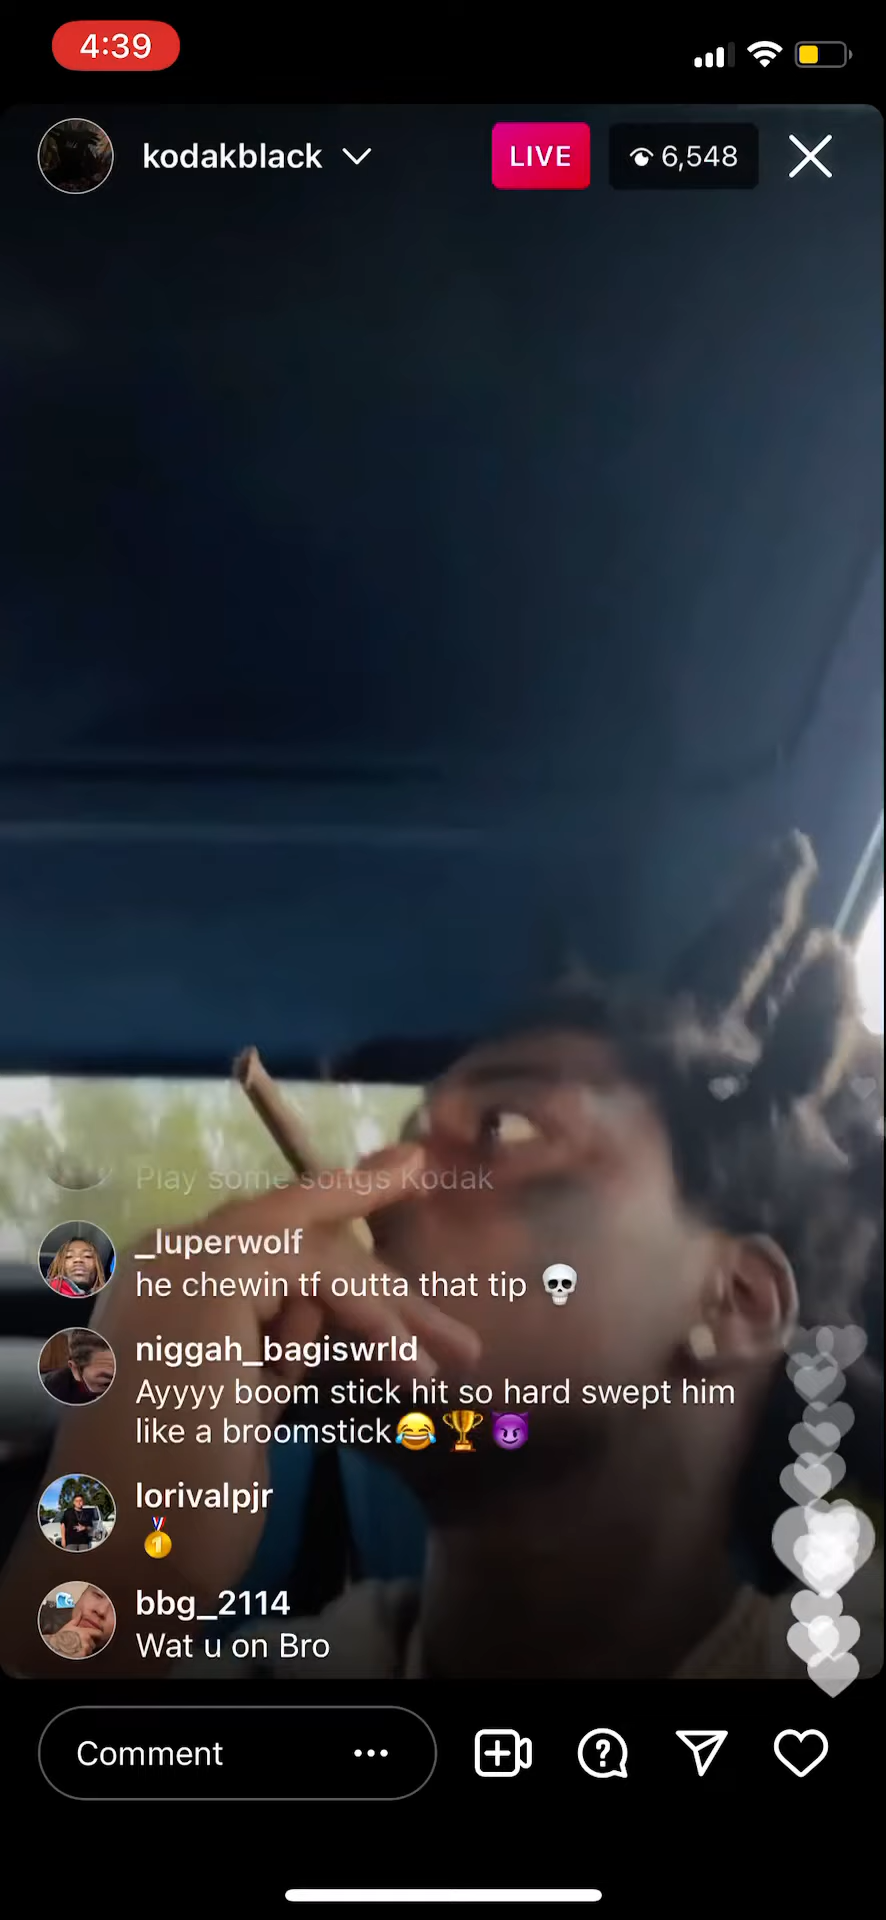 4:39
kodakblack
LIVE
6,548
Play some songs Kodak
_luperwolf
he chewin tf outta that tip 💀
niggah_bagiswrld
Ayyyy boom stick hit so hard swept him
like a broomstick😂🏆😈
lorivalpjr
🥇
bbg_2114
Wat u on Bro
Comment